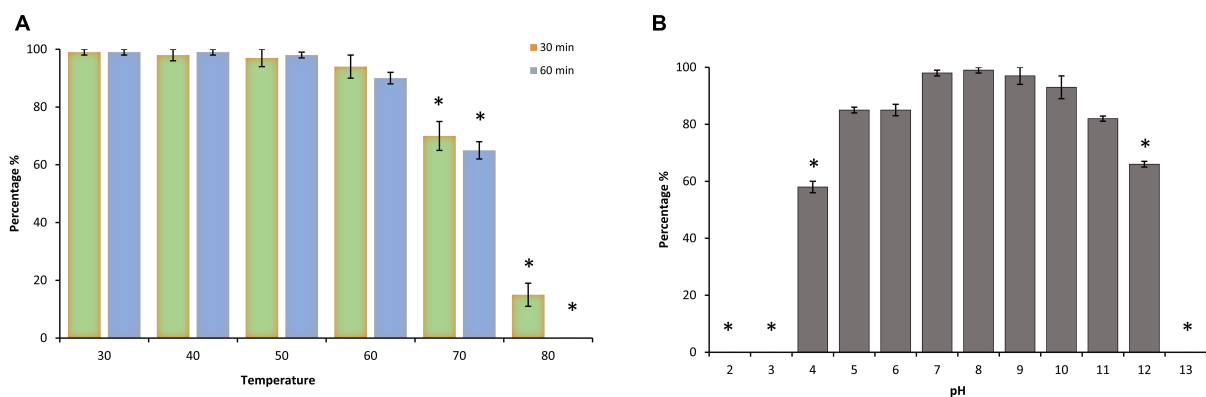 A
100
80
60
40
20
0
Percentage %
30 40 50 60 70 80
Temperature
30 min
60 min
* * * *
B
100
80
60
40
20
0
Percentage %
* * * * *
2 3 4 5 6 7 8 9 10 11 12 13
pH